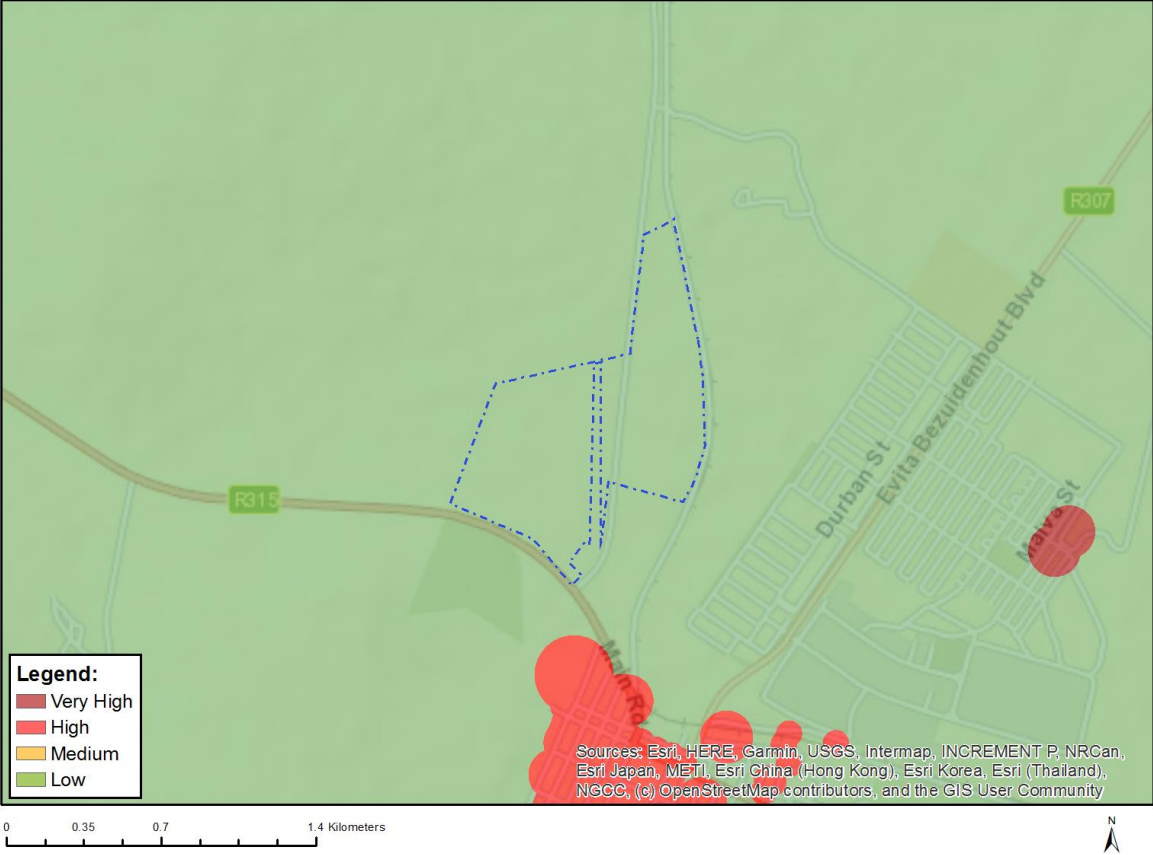 R307
Evita Bezuidenhout Blvd
Durban St
R315
Malva St
Main Rd
Legend:
Very High
High
Medium
Low
Sources: Esri, HERE, Garmin, USGS, Intermap, INCREMENT P, NRCan,
Esri Japan, METI, Esri China (Hong Kong), Esri Korea, Esri (Thailand),
NGCC, (c) OpenStreetMap contributors, and the GIS User Community
0 0.35 0.7 1.4 Kilometers
N